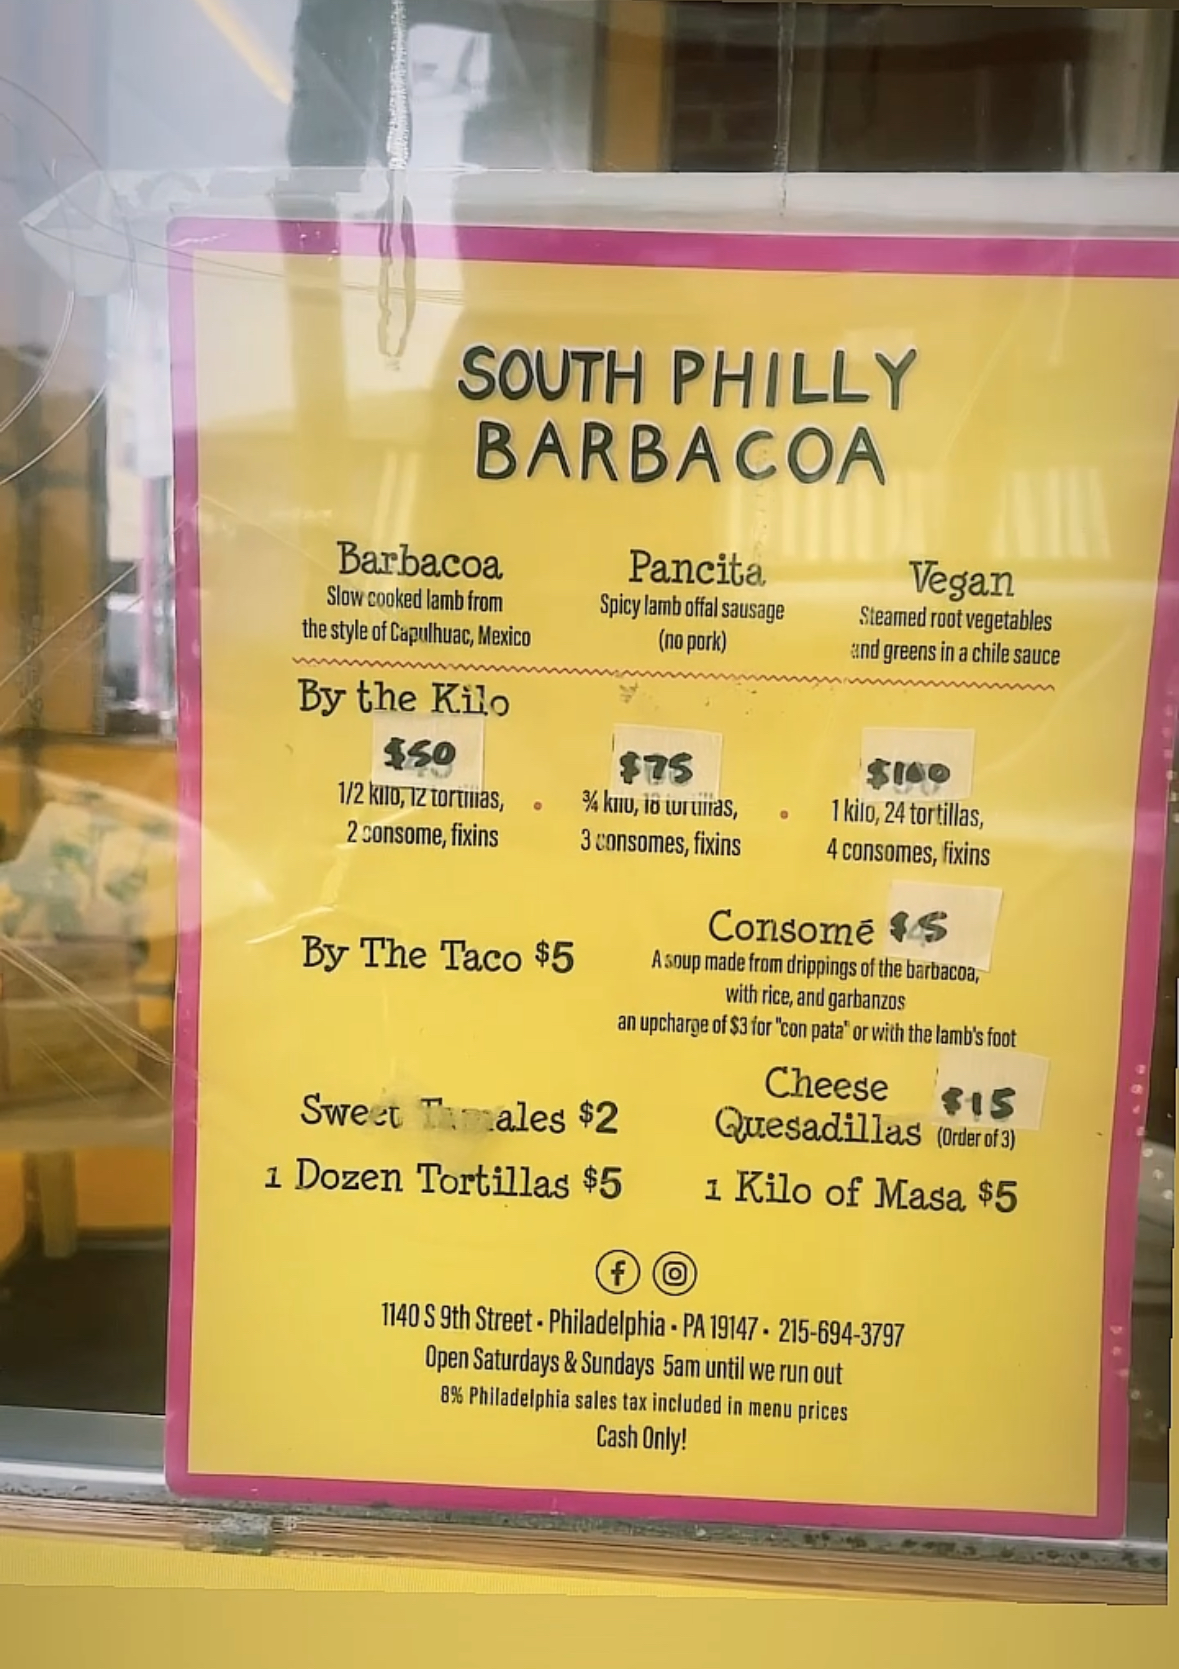 SOUTH PHILLY
BARBACOA
Barbacoa
Slow cooked lamb from
the style of Capulhuac, Mexico
Pancita
Spicy lamb offal sausage
(no pork)
Vegan
Steamed root vegetables
and greens in a chile sauce
By the Kilo
$50
1/2 kilo, 12 tortillas,
2 consome, fixins
$75
¾ kilo, 18 tortillas,
3 consomes, fixins
$100
1 kilo, 24 tortillas,
4 consomes, fixins
By The Taco $5
Consomé $5
A soup made from drippings of the barbacoa,
with rice, and garbanzos
an upcharge of $3 for "con pata" or with the lamb's foot
Sweet Tamales $2
Cheese
Quesadillas
$15
(Order of 3)
1 Dozen Tortillas $5
1 Kilo of Masa $5
1140 S 9th Street • Philadelphia • PA 19147 • 215-694-3797
Open Saturdays & Sundays 5am until we run out
8% Philadelphia sales tax included in menu prices
Cash Only!